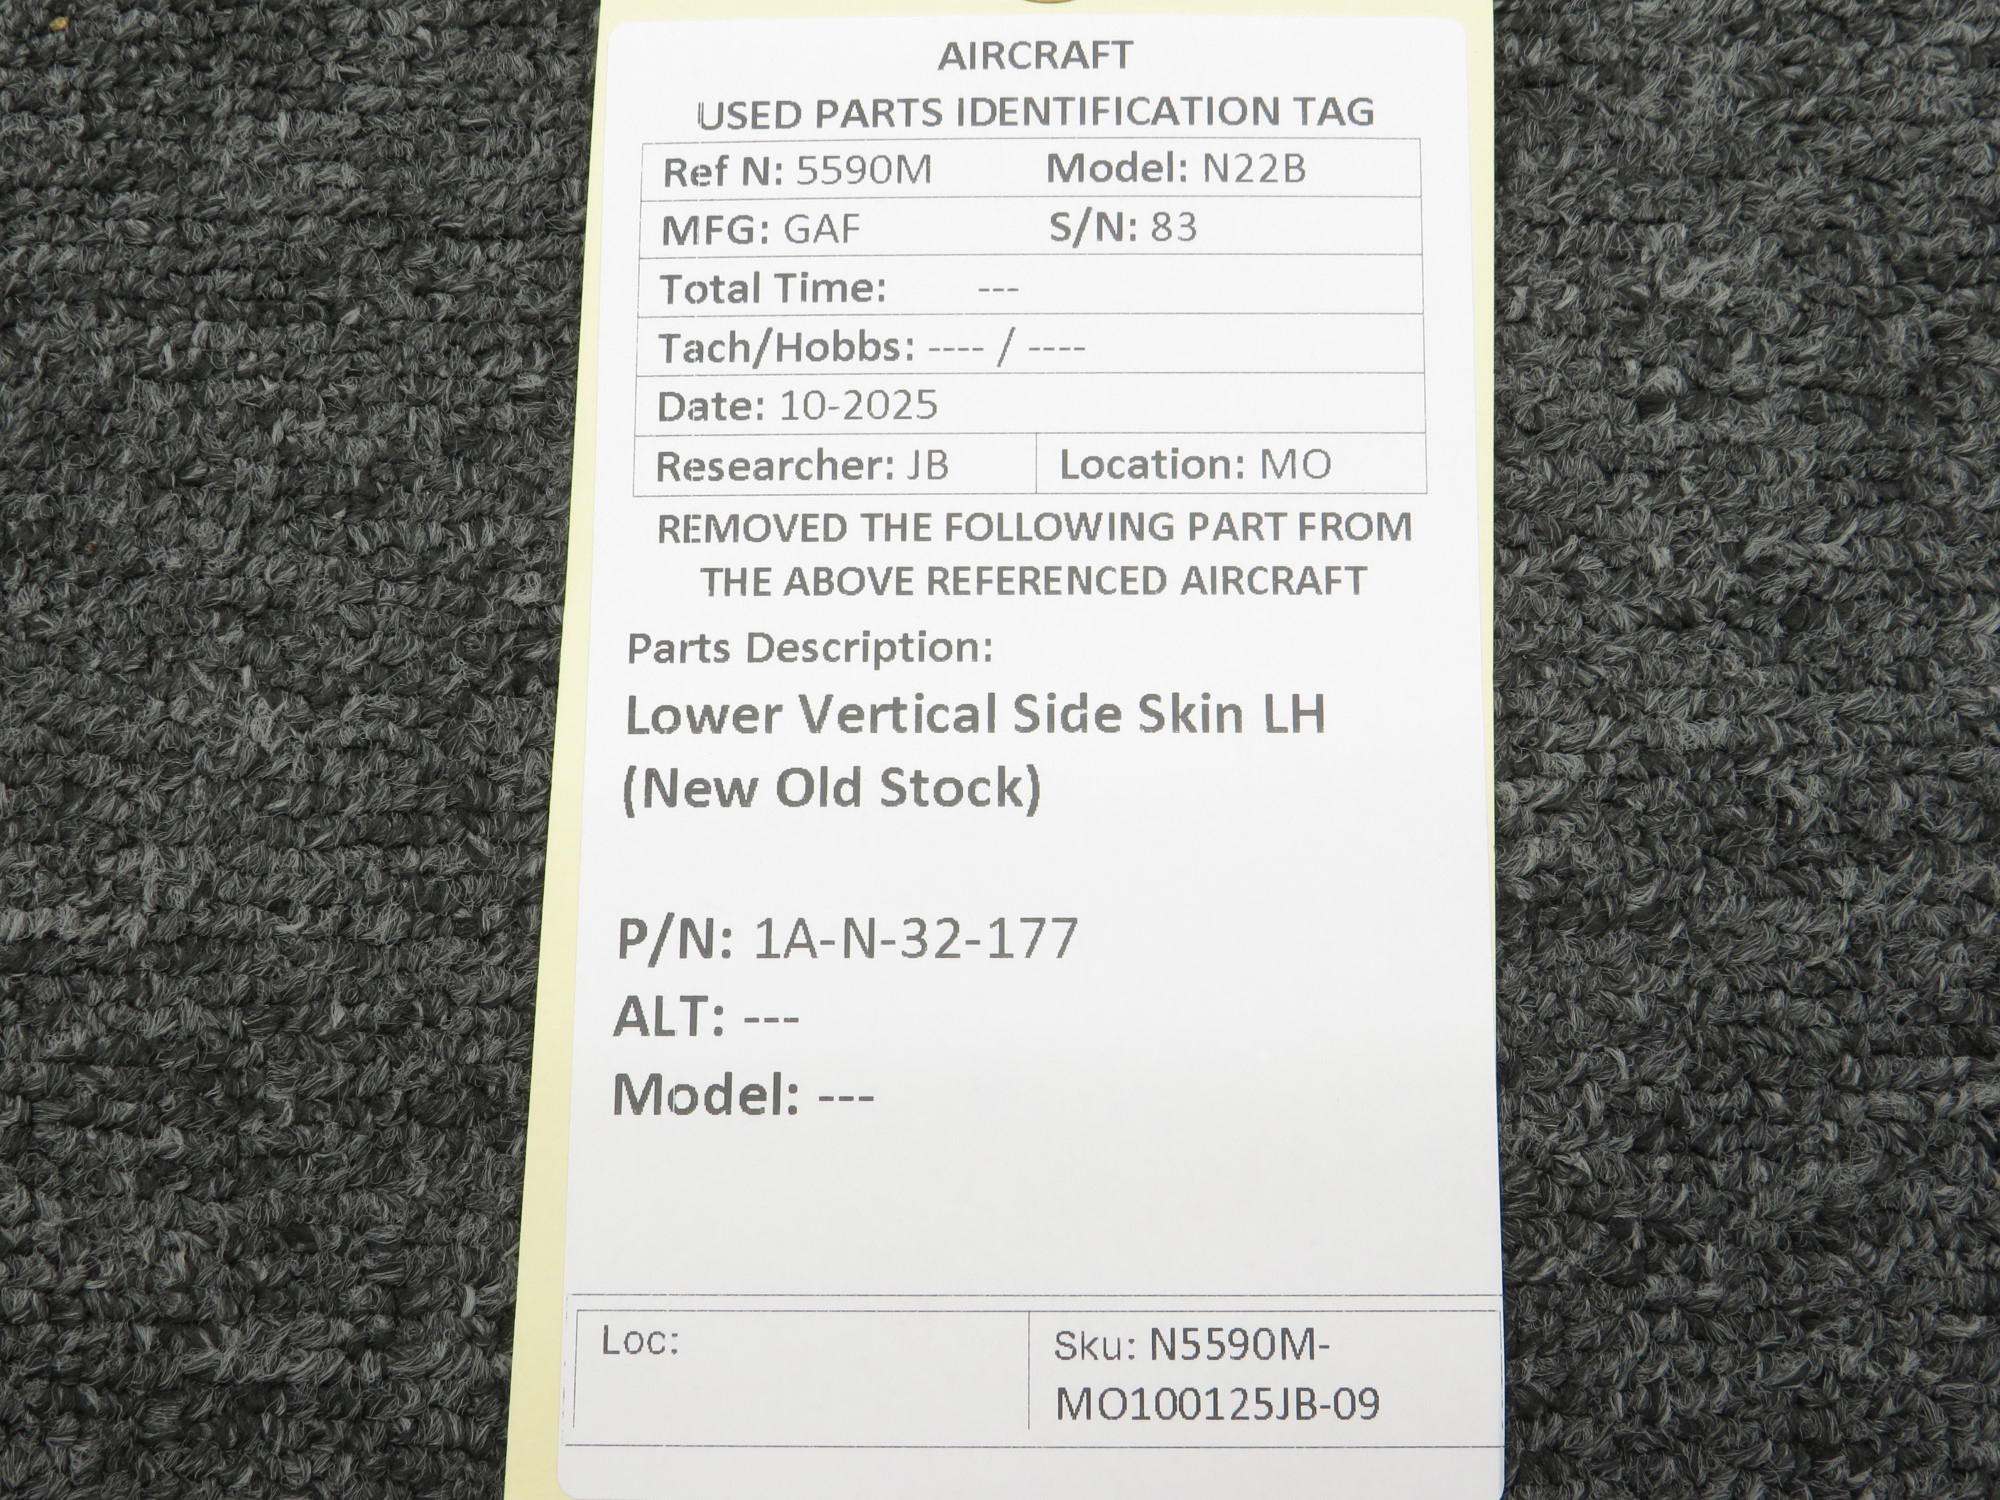 AIRCRAFT
USED PARTS IDENTIFICATION TAG
Ref N: 5590M Model: N22B
MFG: GAF S/N: 83
Total Time: ---
Tach/Hobbs: ---- / ----
Date: 10-2025
Researcher: JB Location: MO
REMOVED THE FOLLOWING PART FROM
THE ABOVE REFERENCED AIRCRAFT
Parts Description:
Lower Vertical Side Skin LH
(New Old Stock)
P/N: 1A-N-32-177
ALT: ---
Model: ---
Loc: Sku: N5590M-
MO100125JB-09